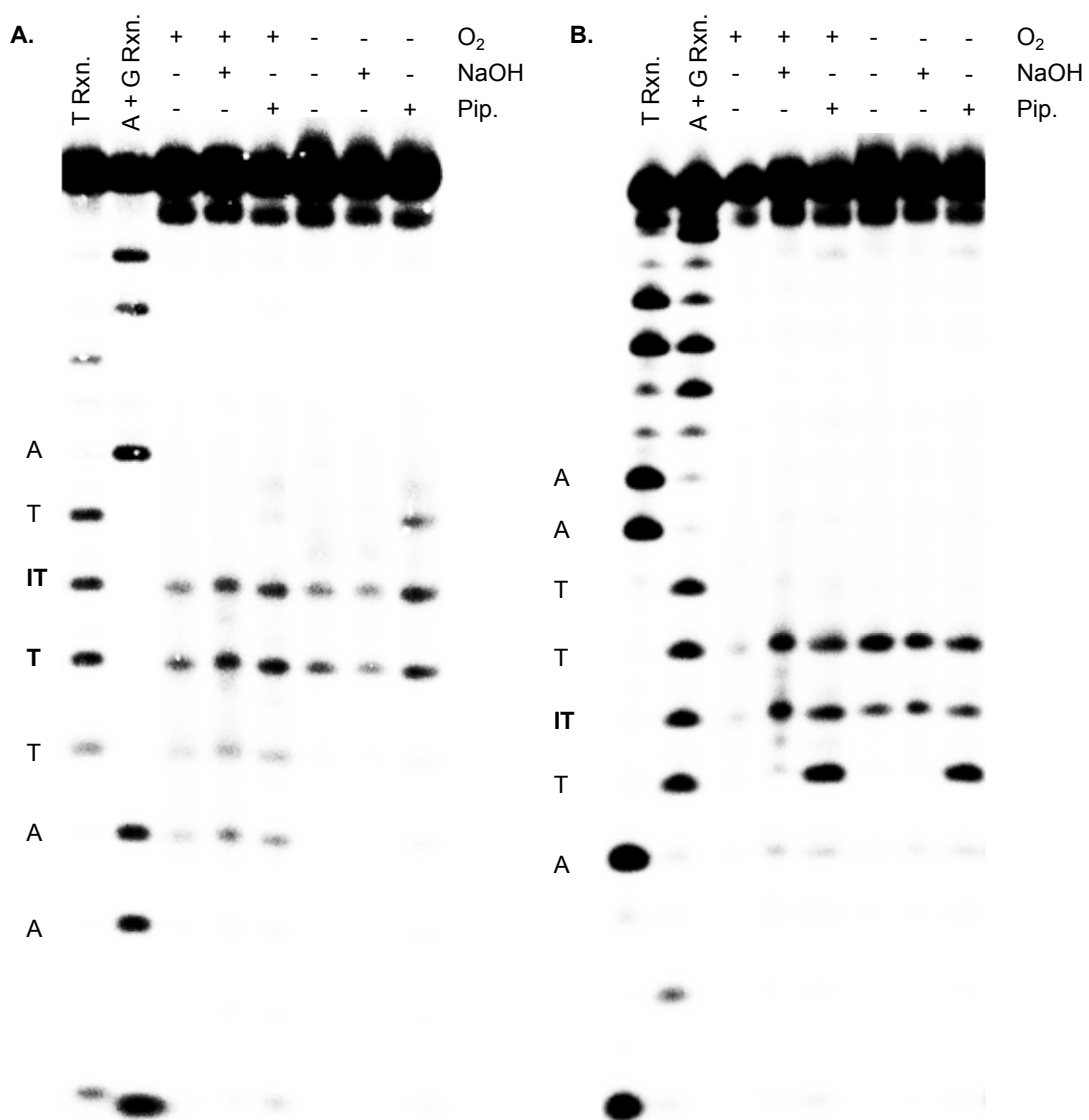 A.
T Rxn.
A + G Rxn.
+ + + - - - O₂
- + - - + - NaOH
- - + - - + Pip.
A
T
IT
T
T
A
A
B.
T Rxn.
A + G Rxn.
+ + + - - - O₂
- + - - + - NaOH
- - + - - + Pip.
A
A
T
T
IT
T
A